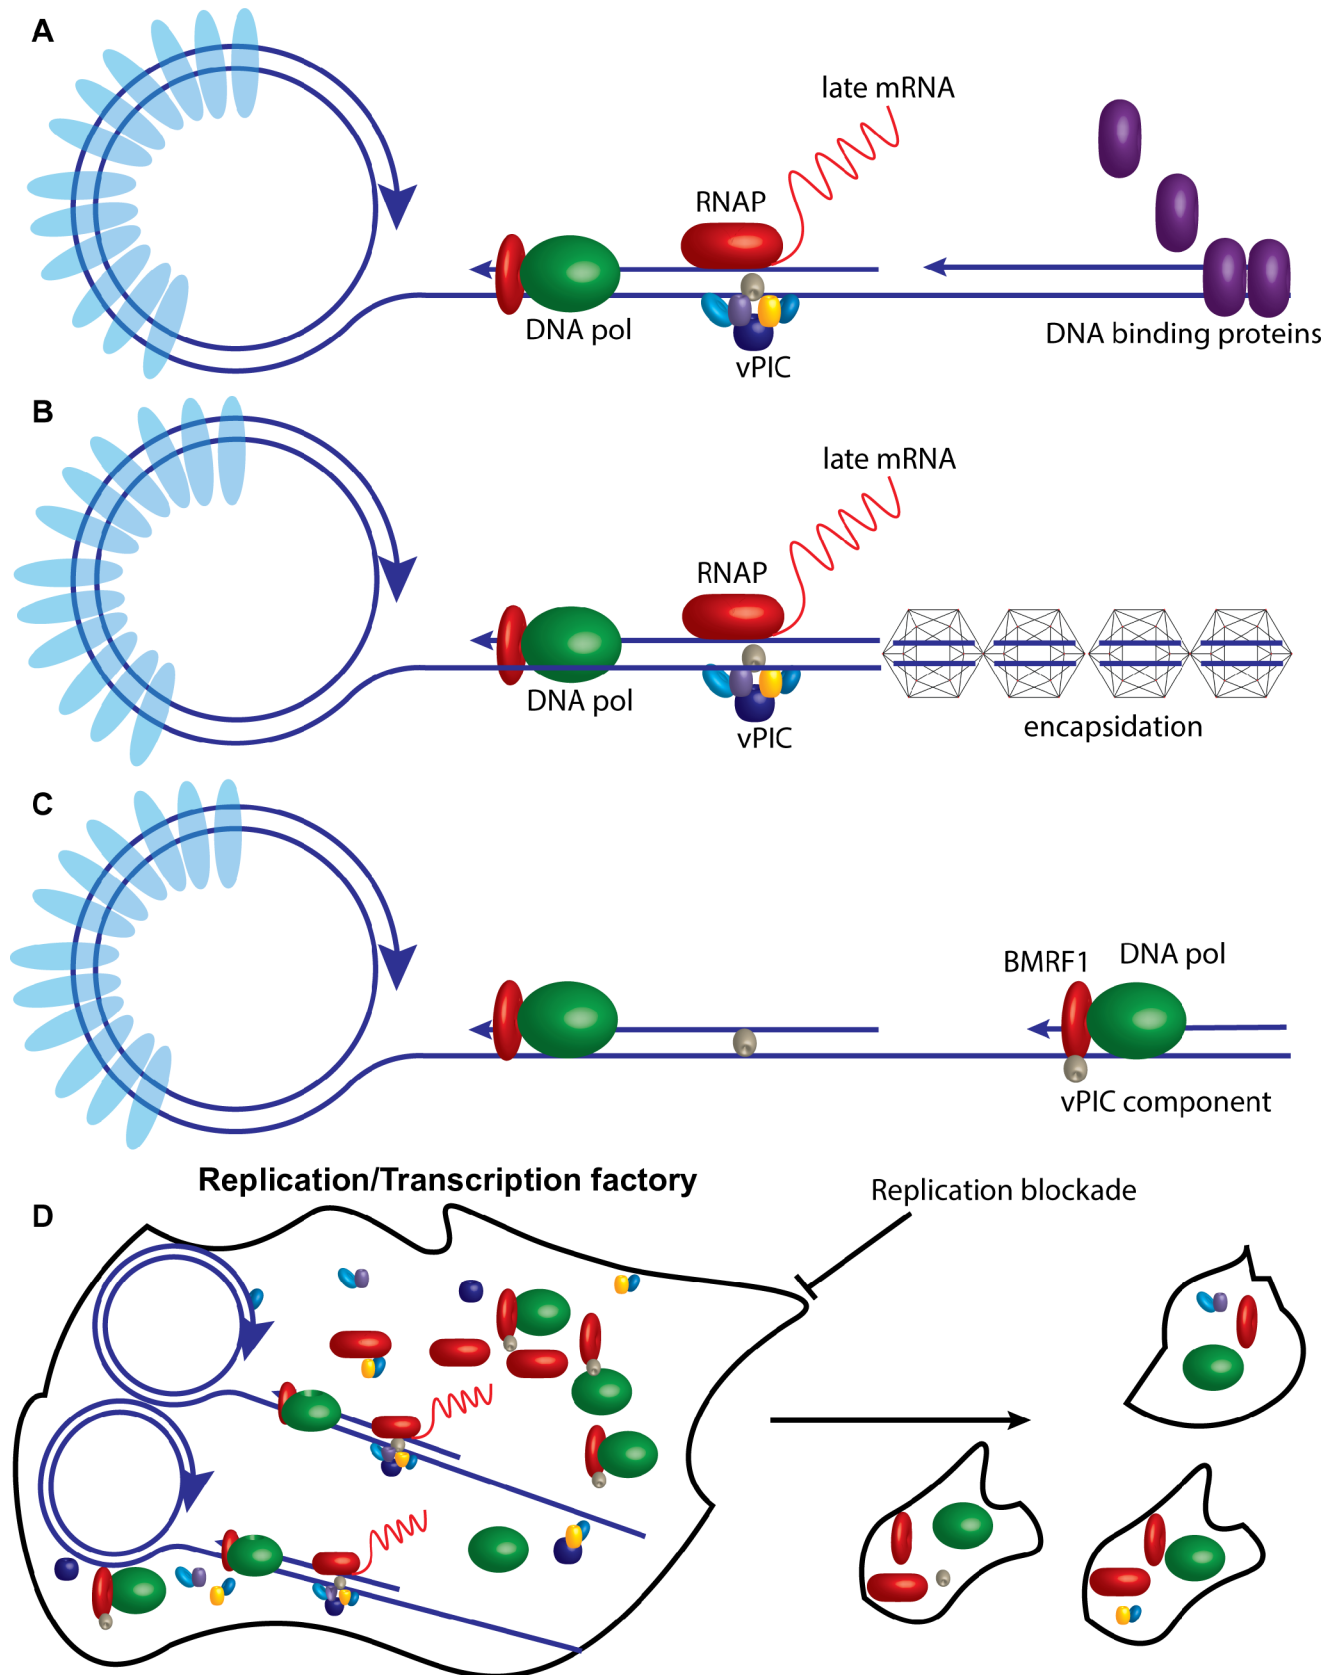 A
late mRNA
RNAP
DNA pol
vPIC
DNA binding proteins
B
late mRNA
RNAP
DNA pol
vPIC
encapsidation
C
BMRF1
DNA pol
vPIC component
Replication/Transcription factory
Replication blockade
D